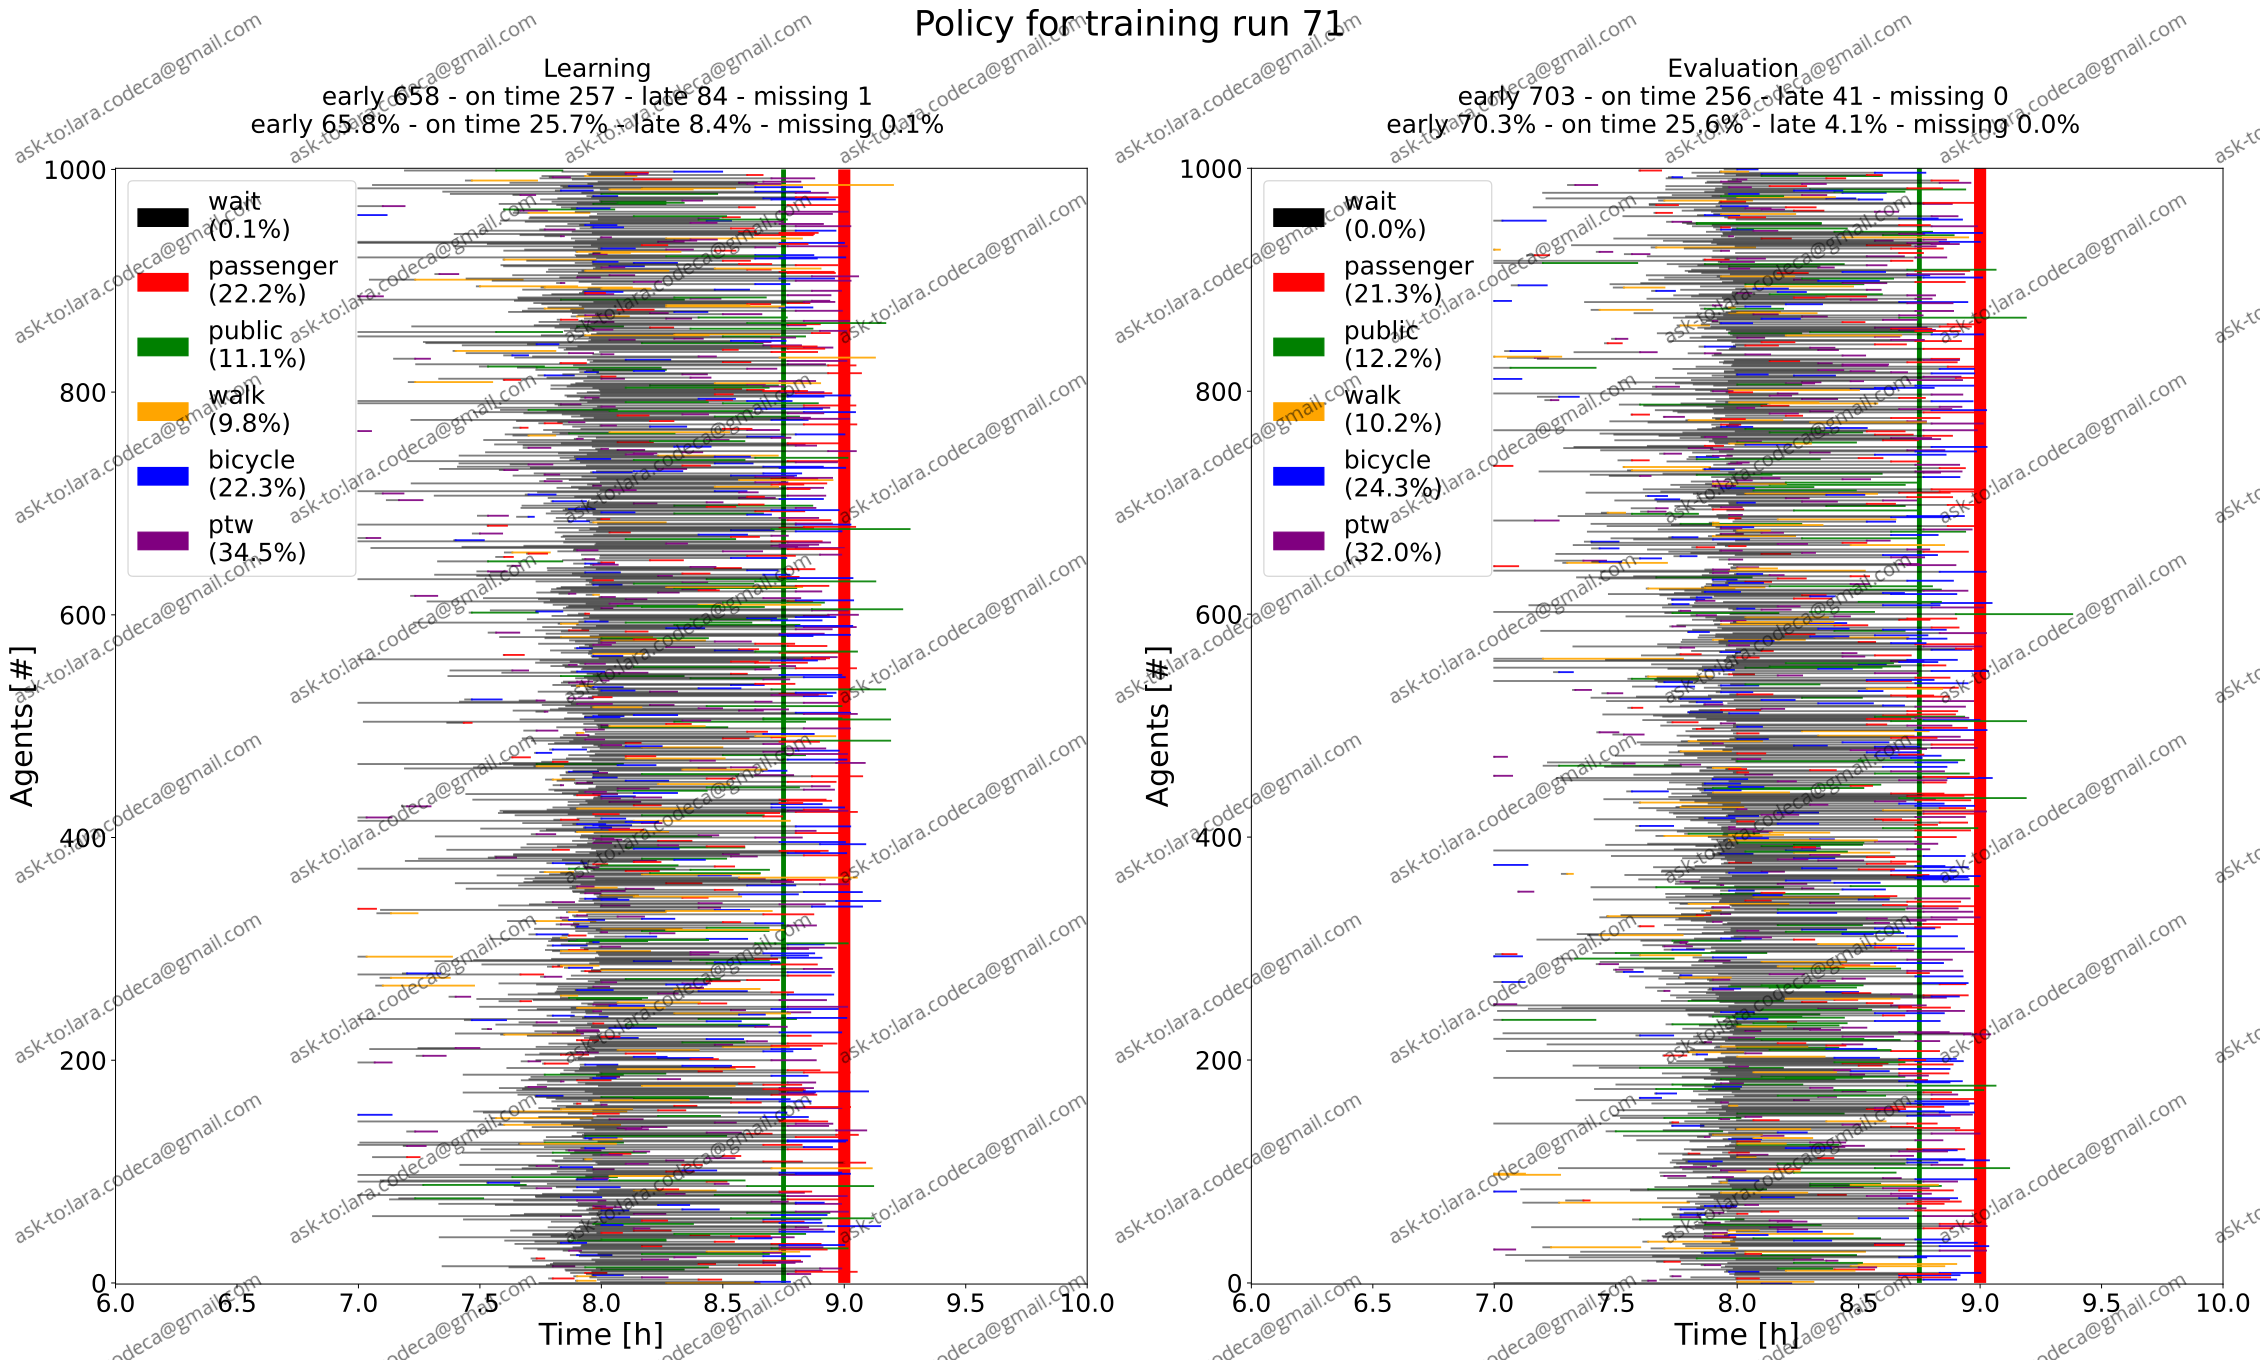 Policy for training run 71
Learning
early 658 - on time 257 - late 84 - missing 1
early 65.8% - on time 25.7% - late 8.4% - missing 0.1%
Evaluation
early 703 - on time 256 - late 41 - missing 0
early 70.3% - on time 25.6% - late 4.1% - missing 0.0%
1000
800
600
400
200
0
Agents [#]
wait
(0.1%)
passenger
(22.2%)
public
(11.1%)
walk
(9.8%)
bicycle
(22.3%)
ptw
(34.5%)
6.0 6.5 7.0 7.5 8.0 8.5 9.0 9.5 10.0
Time [h]
1000
800
600
400
200
0
Agents [#]
wait
(0.0%)
passenger
(21.3%)
public
(12.2%)
walk
(10.2%)
bicycle
(24.3%)
ptw
(32.0%)
6.0 6.5 7.0 7.5 8.0 8.5 9.0 9.5 10.0
Time [h]
ask-to:lara.codeca@gmail.com